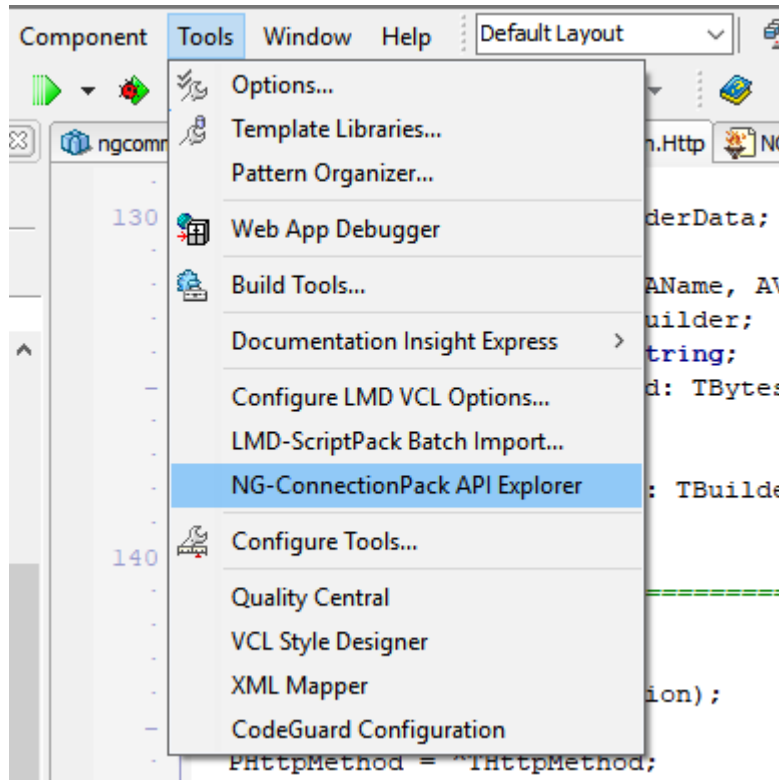 Component Tools Window Help Default Layout
Options...
ngcomm
n.Http
Template Libraries...
Pattern Organizer...
130
derData;
Web App Debugger
Build Tools...
AName, AV
uilder;
Documentation Insight Express
tring;
d: TBytes
Configure LMD VCL Options...
LMD-ScriptPack Batch Import...
NG-ConnectionPack API Explorer
: TBuilde
Configure Tools...
140
Quality Central
==========
VCL Style Designer
XML Mapper
ion);
CodeGuard Configuration
PHttpMethod = ^THttpMethod;